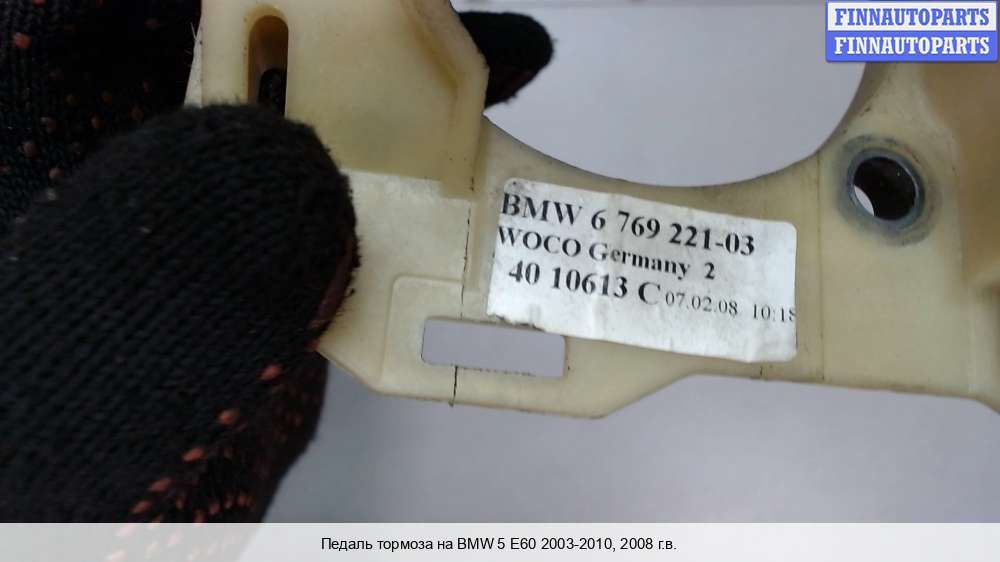 FINNAUTOPARTS
FINNAUTOPARTS
BMW 6 769 221-03
WOCO Germany 2
40 10613 C 07.02.08 10:18
Педаль тормоза на BMW 5 E60 2003-2010, 2008 г.в.